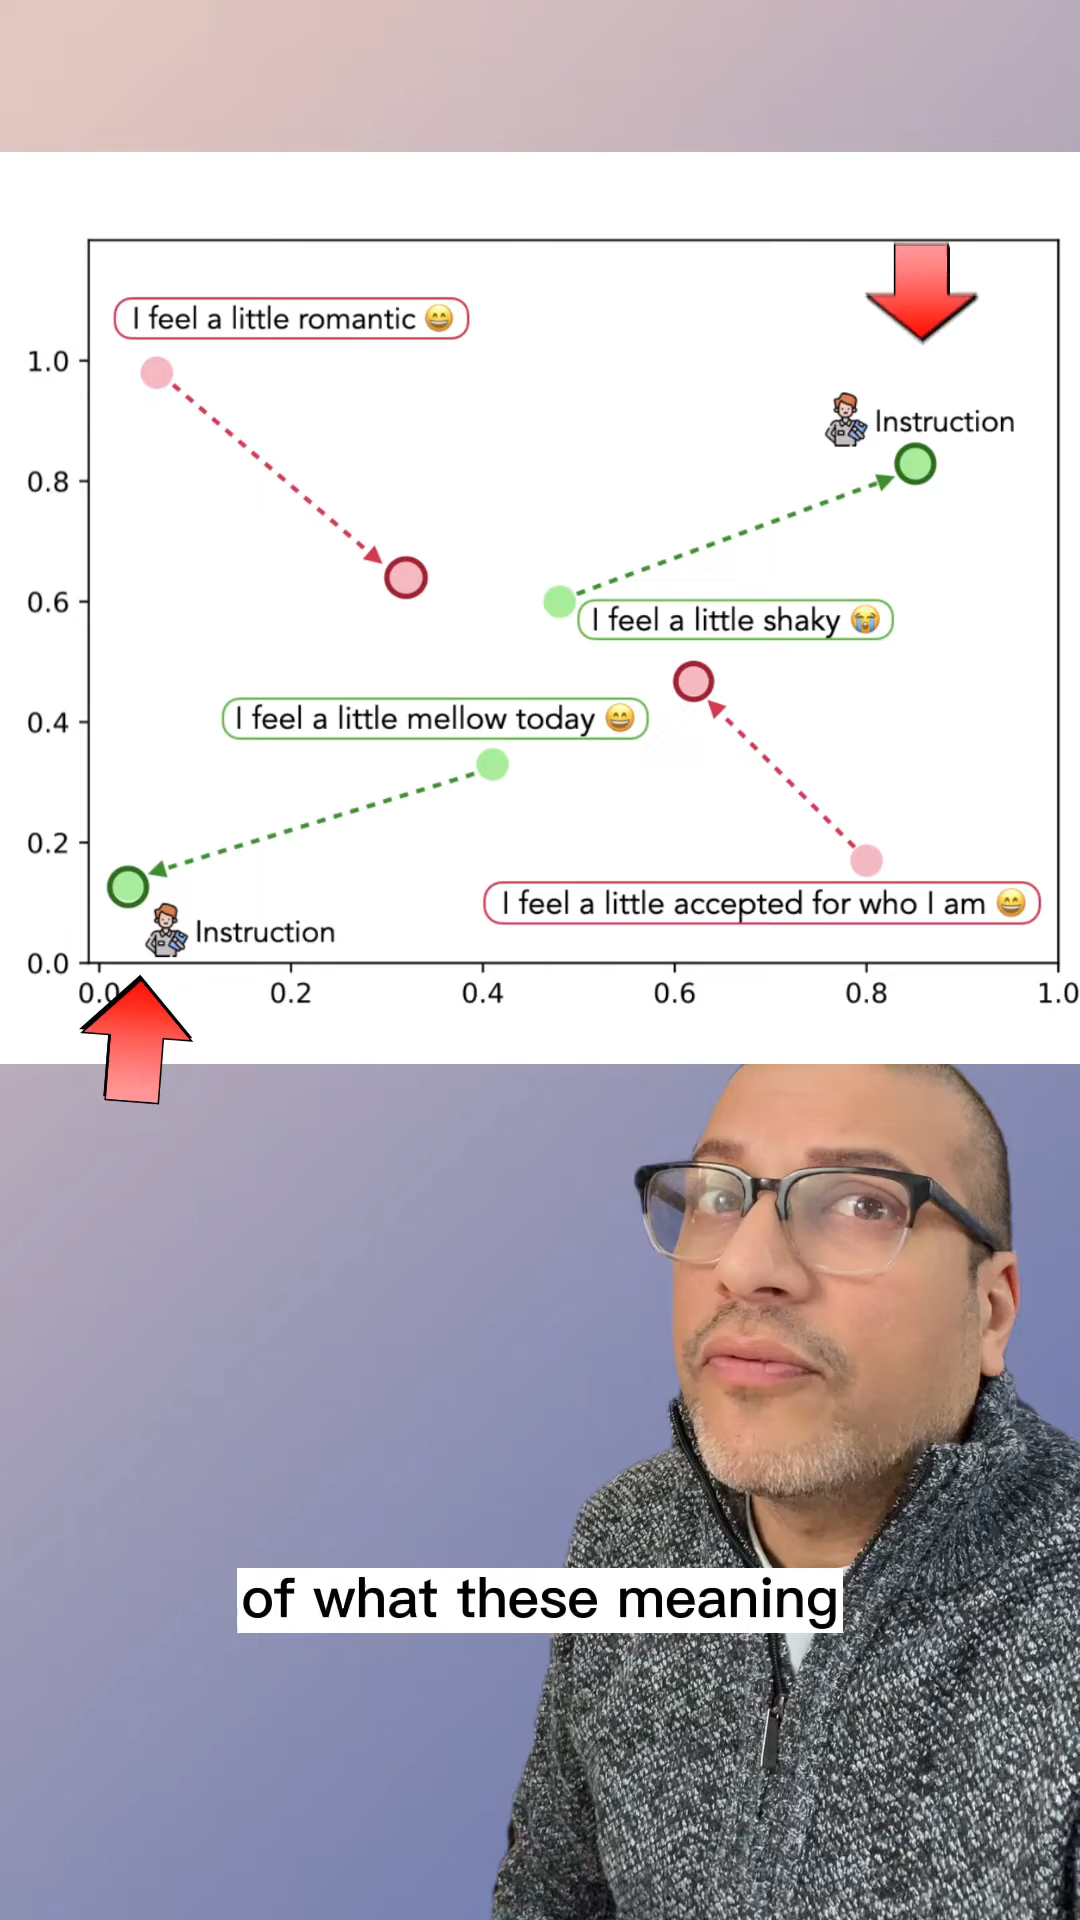 I feel a little romantic 😄
1.0
Instruction
0.8
0.6
I feel a little shaky 😭
0.4
I feel a little mellow today 😄
0.2
I feel a little accepted for who I am 😄
Instruction
0.0
0.0 0.2 0.4 0.6 0.8 1.0
of what these meaning